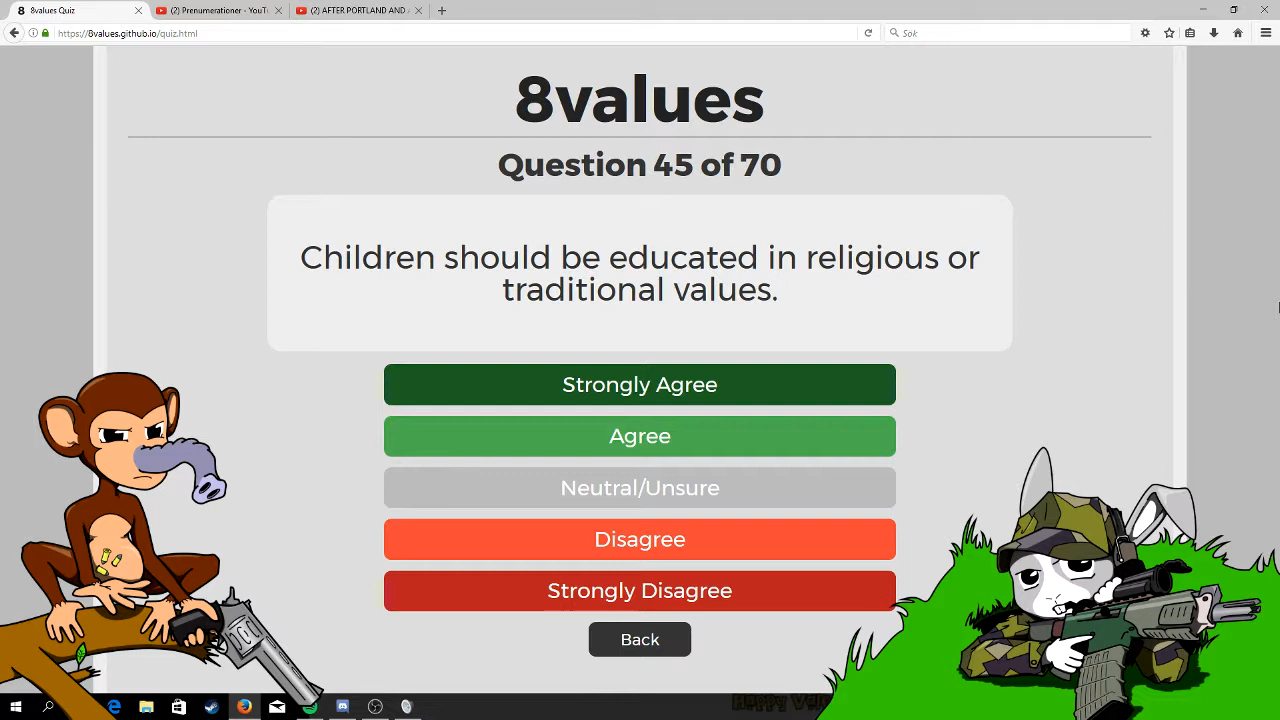 8 8values Quiz
(2) Prenumerationer - YouT
(2) AFTER PORTLAND AND
https://8values.github.io/quiz.html
Sök
8values
Question 45 of 70
Children should be educated in religious or
traditional values.
Strongly Agree
Agree
Neutral/Unsure
Disagree
Strongly Disagree
Back